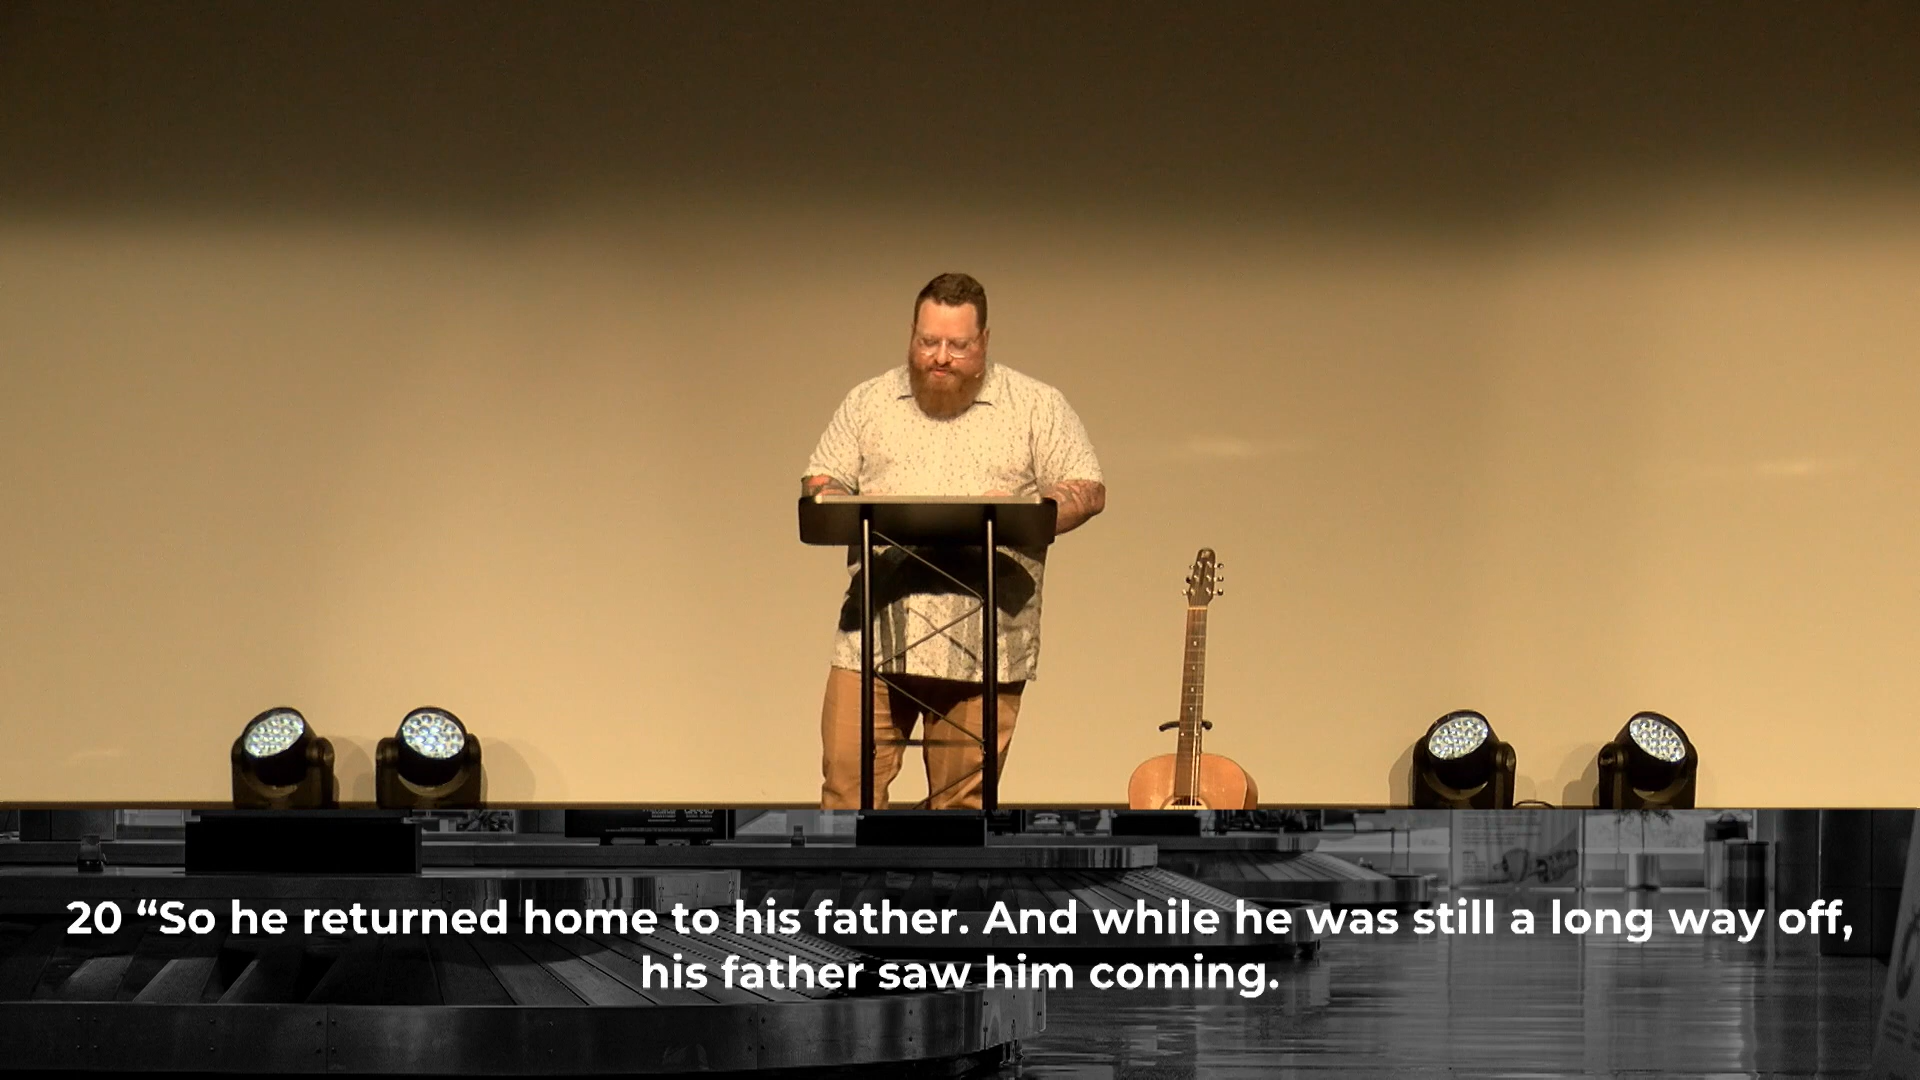 20 “So he returned home to his father. And while he was still a long way off,
his father saw him coming.